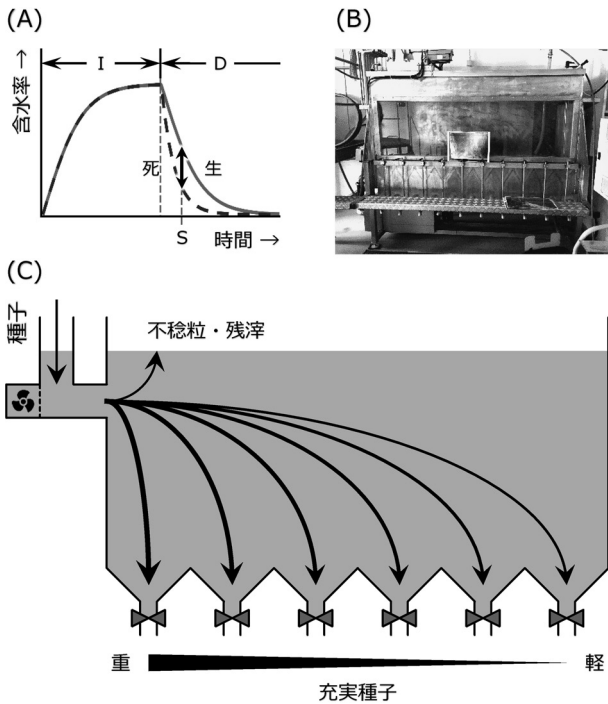 (A)
I
D
含水率 →
死
生
S
時間 →
(B)
(C)
種子
不稔粒・残滓
重
軽
充実種子